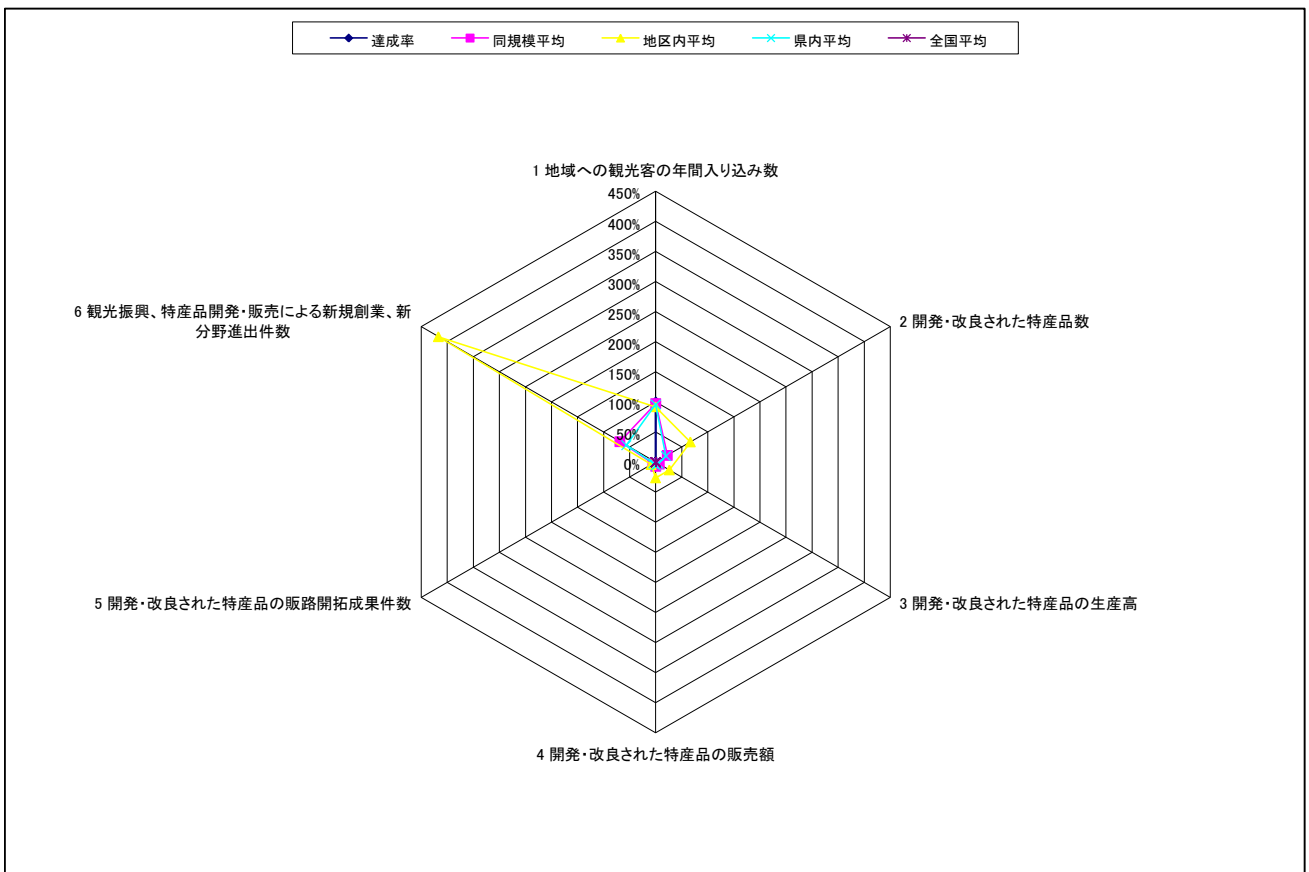 達成率 同規模平均 地区内平均 県内平均 全国平均
1 地域への観光客の年間入り込み数
450%
400%
350%
300%
250%
200%
150%
100%
50%
0%
2 開発・改良された特産品数
3 開発・改良された特産品の生産高
4 開発・改良された特産品の販売額
5 開発・改良された特産品の販路開拓成果件数
6 観光振興、特産品開発・販売による新規創業、新
分野進出件数